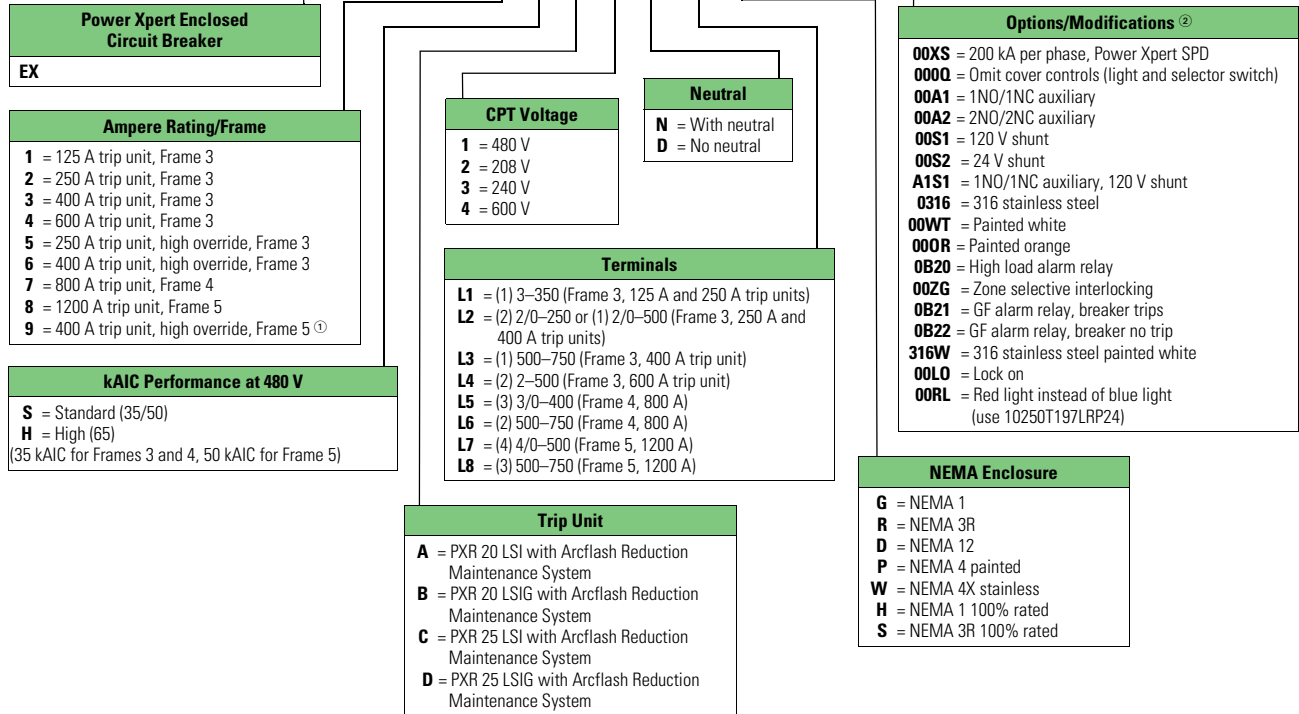 Power Xpert Enclosed
Circuit Breaker
EX
Ampere Rating/Frame
1 = 125 A trip unit, Frame 3
2 = 250 A trip unit, Frame 3
3 = 400 A trip unit, Frame 3
4 = 600 A trip unit, Frame 3
5 = 250 A trip unit, high override, Frame 3
6 = 400 A trip unit, high override, Frame 3
7 = 800 A trip unit, Frame 4
8 = 1200 A trip unit, Frame 5
9 = 400 A trip unit, high override, Frame 5 ①
kAIC Performance at 480 V
S = Standard (35/50)
H = High (65)
(35 kAIC for Frames 3 and 4, 50 kAIC for Frame 5)
Trip Unit
A = PXR 20 LSI with Arcflash Reduction
Maintenance System
B = PXR 20 LSIG with Arcflash Reduction
Maintenance System
C = PXR 25 LSI with Arcflash Reduction
Maintenance System
D = PXR 25 LSIG with Arcflash Reduction
Maintenance System
CPT Voltage
1 = 480 V
2 = 208 V
3 = 240 V
4 = 600 V
Neutral
N = With neutral
D = No neutral
Terminals
L1 = (1) 3–350 (Frame 3, 125 A and 250 A trip units)
L2 = (2) 2/0–250 or (1) 2/0–500 (Frame 3, 250 A and
400 A trip units)
L3 = (1) 500–750 (Frame 3, 400 A trip unit)
L4 = (2) 2–500 (Frame 3, 600 A trip unit)
L5 = (3) 3/0–400 (Frame 4, 800 A)
L6 = (2) 500–750 (Frame 4, 800 A)
L7 = (4) 4/0–500 (Frame 5, 1200 A)
L8 = (3) 500–750 (Frame 5, 1200 A)
NEMA Enclosure
G = NEMA 1
R = NEMA 3R
D = NEMA 12
P = NEMA 4 painted
W = NEMA 4X stainless
H = NEMA 1 100% rated
S = NEMA 3R 100% rated
Options/Modifications ②
00XS = 200 kA per phase, Power Xpert SPD
000Q = Omit cover controls (light and selector switch)
00A1 = 1NO/1NC auxiliary
00A2 = 2NO/2NC auxiliary
00S1 = 120 V shunt
00S2 = 24 V shunt
A1S1 = 1NO/1NC auxiliary, 120 V shunt
0316 = 316 stainless steel
00WT = Painted white
00OR = Painted orange
0B20 = High load alarm relay
00ZG = Zone selective interlocking
0B21 = GF alarm relay, breaker trips
0B22 = GF alarm relay, breaker no trip
316W = 316 stainless steel painted white
00LO = Lock on
00RL = Red light instead of blue light
(use 10250T197LRP24)